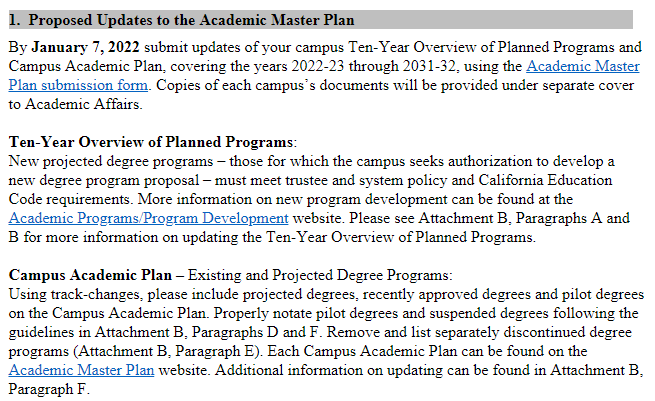 1. Proposed Updates to the Academic Master Plan
By January 7, 2022 submit updates of your campus Ten-Year Overview of Planned Programs and
Campus Academic Plan, covering the years 2022-23 through 2031-32, using the Academic Master
Plan submission form. Copies of each campus's documents will be provided under separate cover
to Academic Affairs.
Ten-Year Overview of Planned Programs:
New projected degree programs – those for which the campus seeks authorization to develop a
new degree program proposal – must meet trustee and system policy and California Education
Code requirements. More information on new program development can be found at the
Academic Programs/Program Development website. Please see Attachment B, Paragraphs A and
B for more information on updating the Ten-Year Overview of Planned Programs.
Campus Academic Plan – Existing and Projected Degree Programs:
Using track-changes, please include projected degrees, recently approved degrees and pilot degrees
on the Campus Academic Plan. Properly notate pilot degrees and suspended degrees following the
guidelines in Attachment B, Paragraphs D and F. Remove and list separately discontinued degree
programs (Attachment B, Paragraph E). Each Campus Academic Plan can be found on the
Academic Master Plan website. Additional information on updating can be found in Attachment B,
Paragraph F.